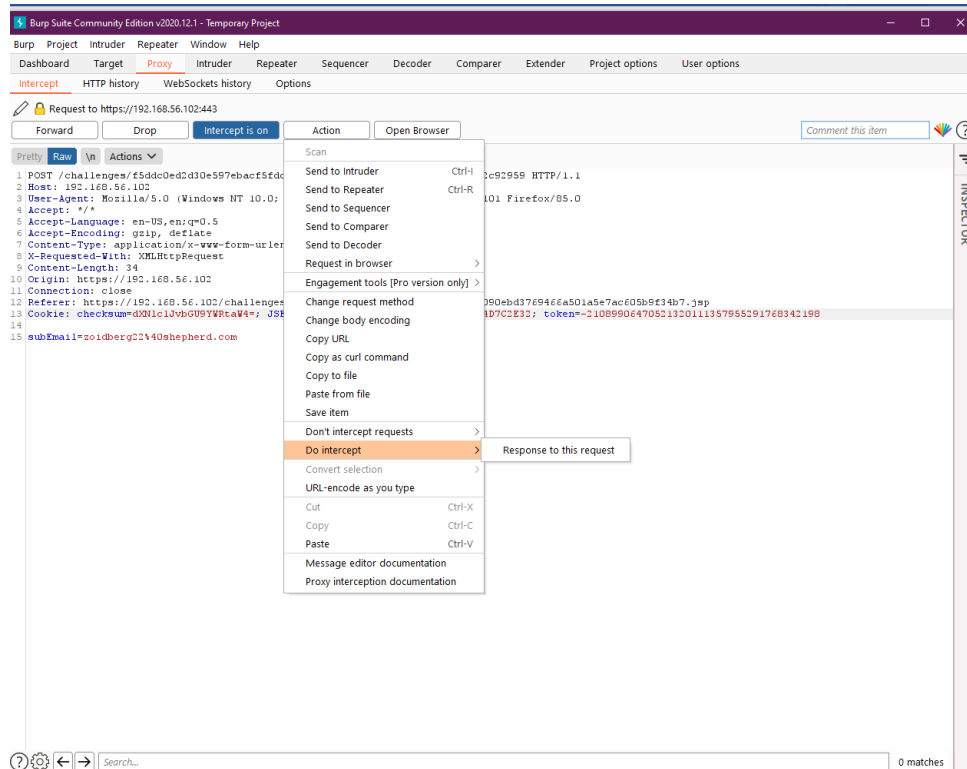 Burp Suite Community Edition v2020.12.1 - Temporary Project
Burp Project Intruder Repeater Window Help
Dashboard Target Proxy Intruder Repeater Sequencer Decoder Comparer Extender Project options User options
Intercept HTTP history WebSockets history Options
Request to https://192.168.56.102:443
Forward Drop Intercept is on Action Open Browser Comment this item
Pretty Raw \n Actions
INSPECTOR
1 POST /challenges/f5ddc0ed2d30e597ebacf5fdc 2c92959 HTTP/1.1
2 Host: 192.168.56.102
3 User-Agent: Mozilla/5.0 (Windows NT 10.0; 101 Firefox/85.0
4 Accept: */*
5 Accept-Language: en-US,en;q=0.5
6 Accept-Encoding: gzip, deflate
7 Content-Type: application/x-www-form-urlen
8 X-Requested-With: XMLHttpRequest
9 Content-Length: 34
10 Origin: https://192.168.56.102
11 Connection: close
12 Referer: https://192.168.56.102/challenges 090ebd3769466a501a5e7ac605b9f34b7.jsp
13 Cookie: checksum=dXNlclJvbGU9YWRtaW4=; JSE 4D7C2E32; token=-21089906470521320111357955291768342198
14
15 subEmail=zoidberg22%40shepherd.com
Scan
Send to Intruder Ctrl-I
Send to Repeater Ctrl-R
Send to Sequencer
Send to Comparer
Send to Decoder
Request in browser >
Engagement tools [Pro version only] >
Change request method
Change body encoding
Copy URL
Copy as curl command
Copy to file
Paste from file
Save item
Don't intercept requests >
Do intercept > Response to this request
Convert selection >
URL-encode as you type
Cut Ctrl-X
Copy Ctrl-C
Paste Ctrl-V
Message editor documentation
Proxy interception documentation
Search... 0 matches